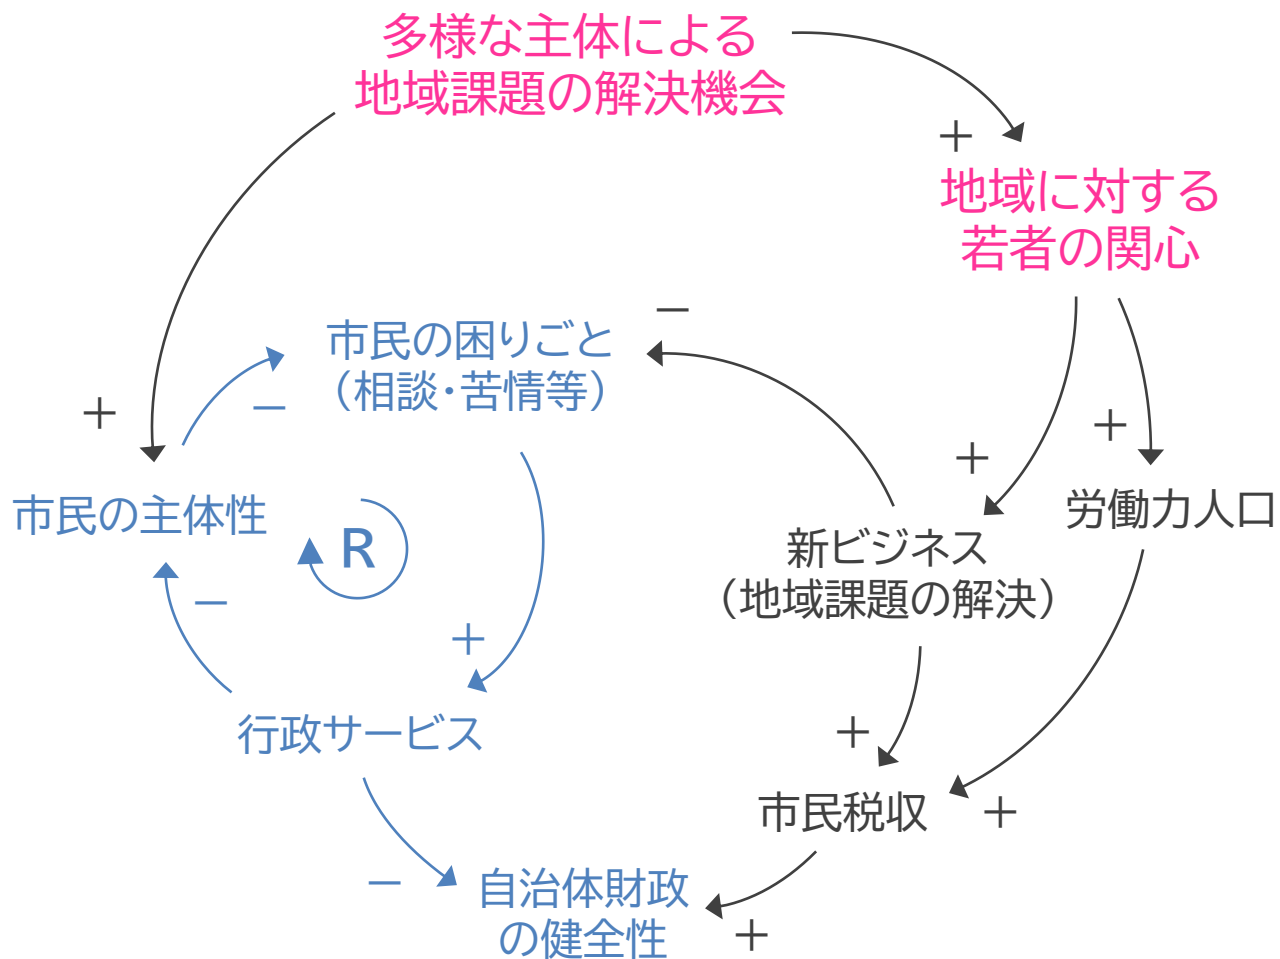 多様な主体による
地域課題の解決機会
＋
地域に対する
若者の関心
－
市民の困りごと
（相談・苦情等）
－
＋
＋
＋
市民の主体性
R
労働力人口
新ビジネス
（地域課題の解決）
－
＋
行政サービス
＋
市民税収
＋
－
自治体財政
の健全性
＋